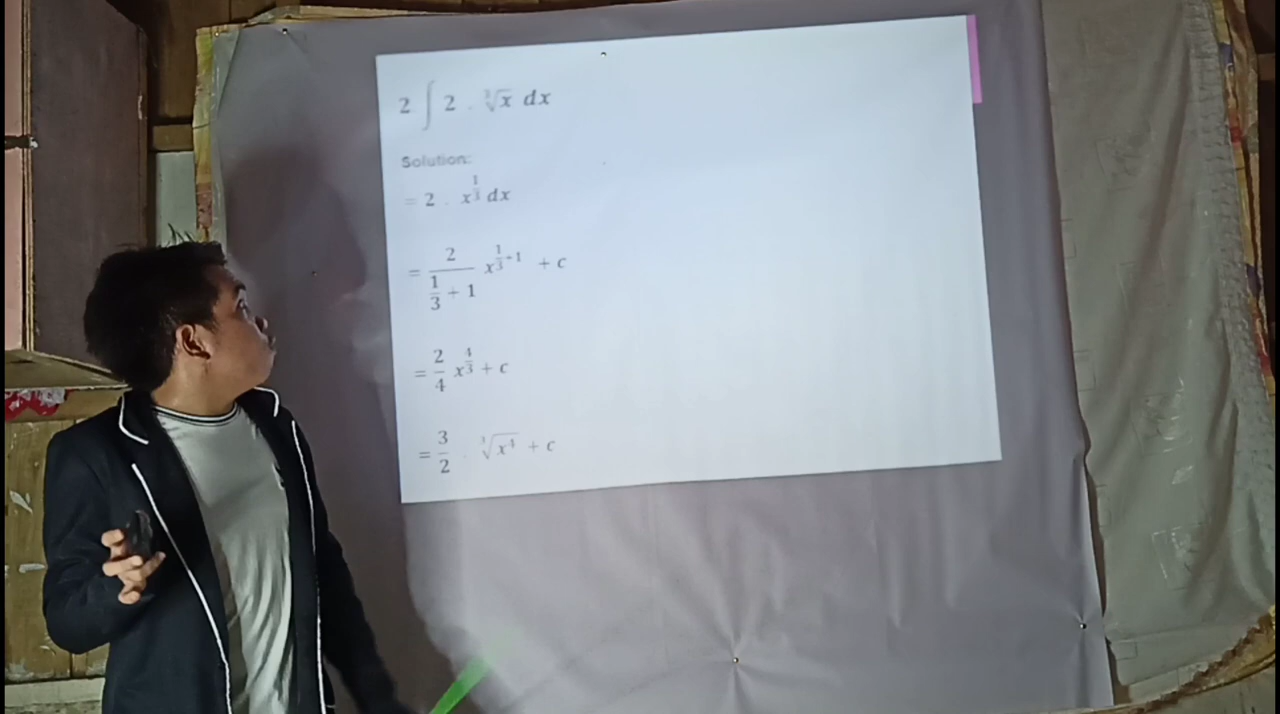 2 ∫ 2 . ∛x dx
Solution:
= 2 . x^(1/3) dx
= 2/(1/3 + 1) x^(1/3+1) + c
= 2/4 x^(4/3) + c
= 3/2 . ∛(x^4) + c